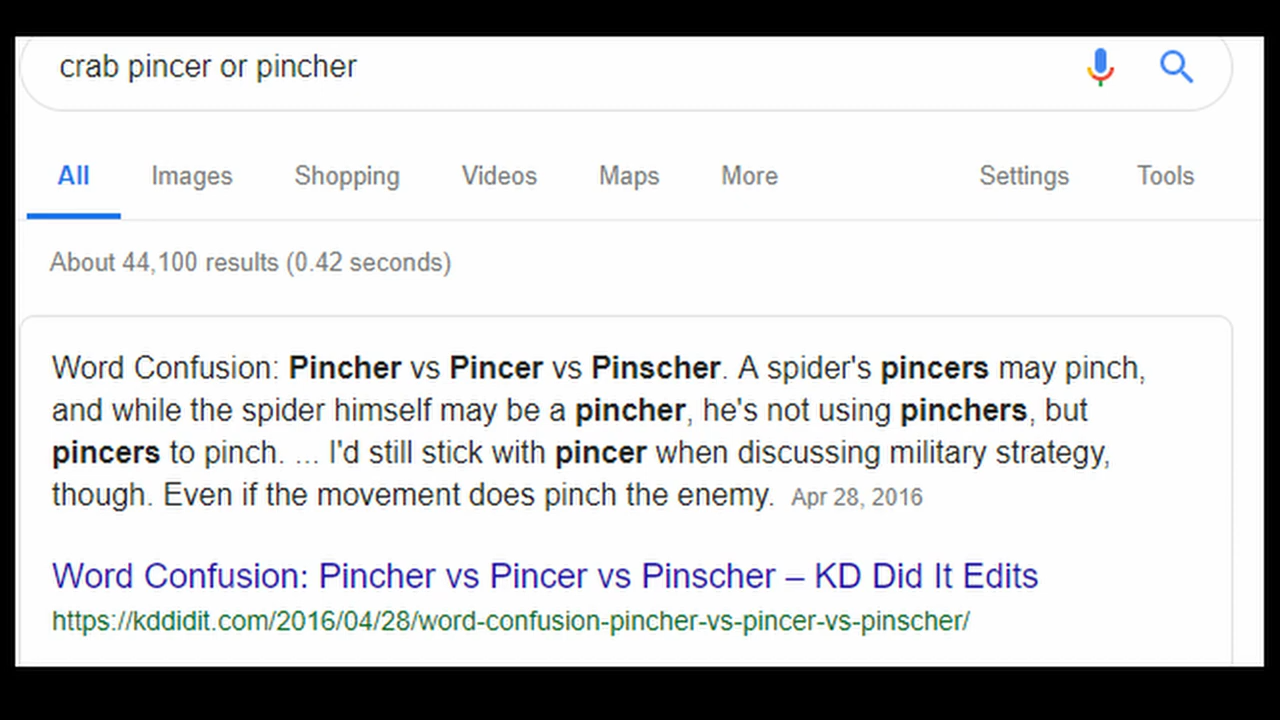 crab pincer or pincher
All Images Shopping Videos Maps More Settings Tools
About 44,100 results (0.42 seconds)
Word Confusion: Pincher vs Pincer vs Pinscher. A spider's pincers may pinch,
and while the spider himself may be a pincher, he's not using pinchers, but
pincers to pinch. ... I'd still stick with pincer when discussing military strategy,
though. Even if the movement does pinch the enemy. Apr 28, 2016
Word Confusion: Pincher vs Pincer vs Pinscher – KD Did It Edits
https://kddidit.com/2016/04/28/word-confusion-pincher-vs-pincer-vs-pinscher/